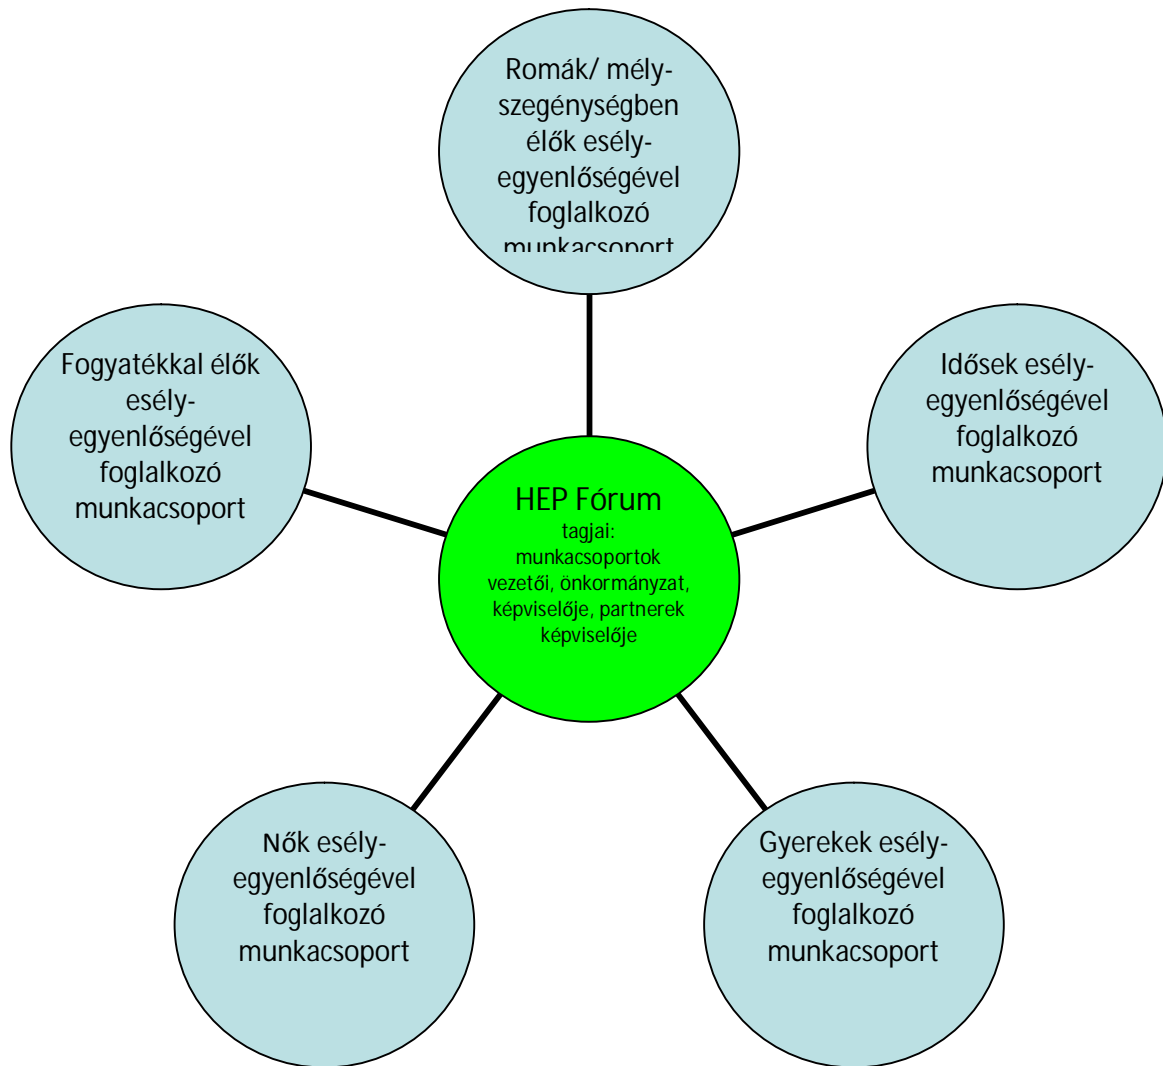 Romák/ mély-
szegénységben
élők esély-
egyenlőségével
foglalkozó
munkacsoport
Fogyatékkal élők
esély-
egyenlőségével
foglalkozó
munkacsoport
Idősek esély-
egyenlőségével
foglalkozó
munkacsoport
HEP Fórum
tagjai:
munkacsoportok
vezetői, önkormányzat,
képviselője, partnerek
képviselője
Nők esély-
egyenlőségével
foglalkozó
munkacsoport
Gyerekek esély-
egyenlőségével
foglalkozó
munkacsoport